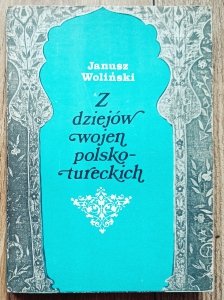 Janusz
Woliński
Z
dziejów
wojen
polsko-
tureckich